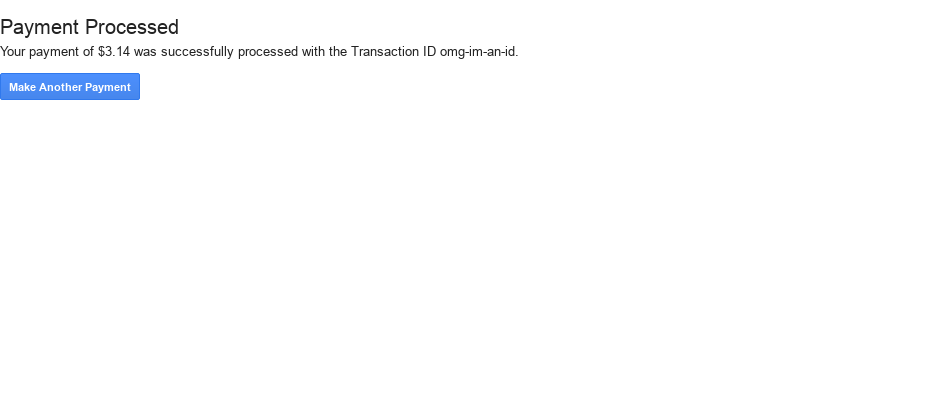 Payment Processed
Your payment of $3.14 was successfully processed with the Transaction ID omg-im-an-id.
Make Another Payment